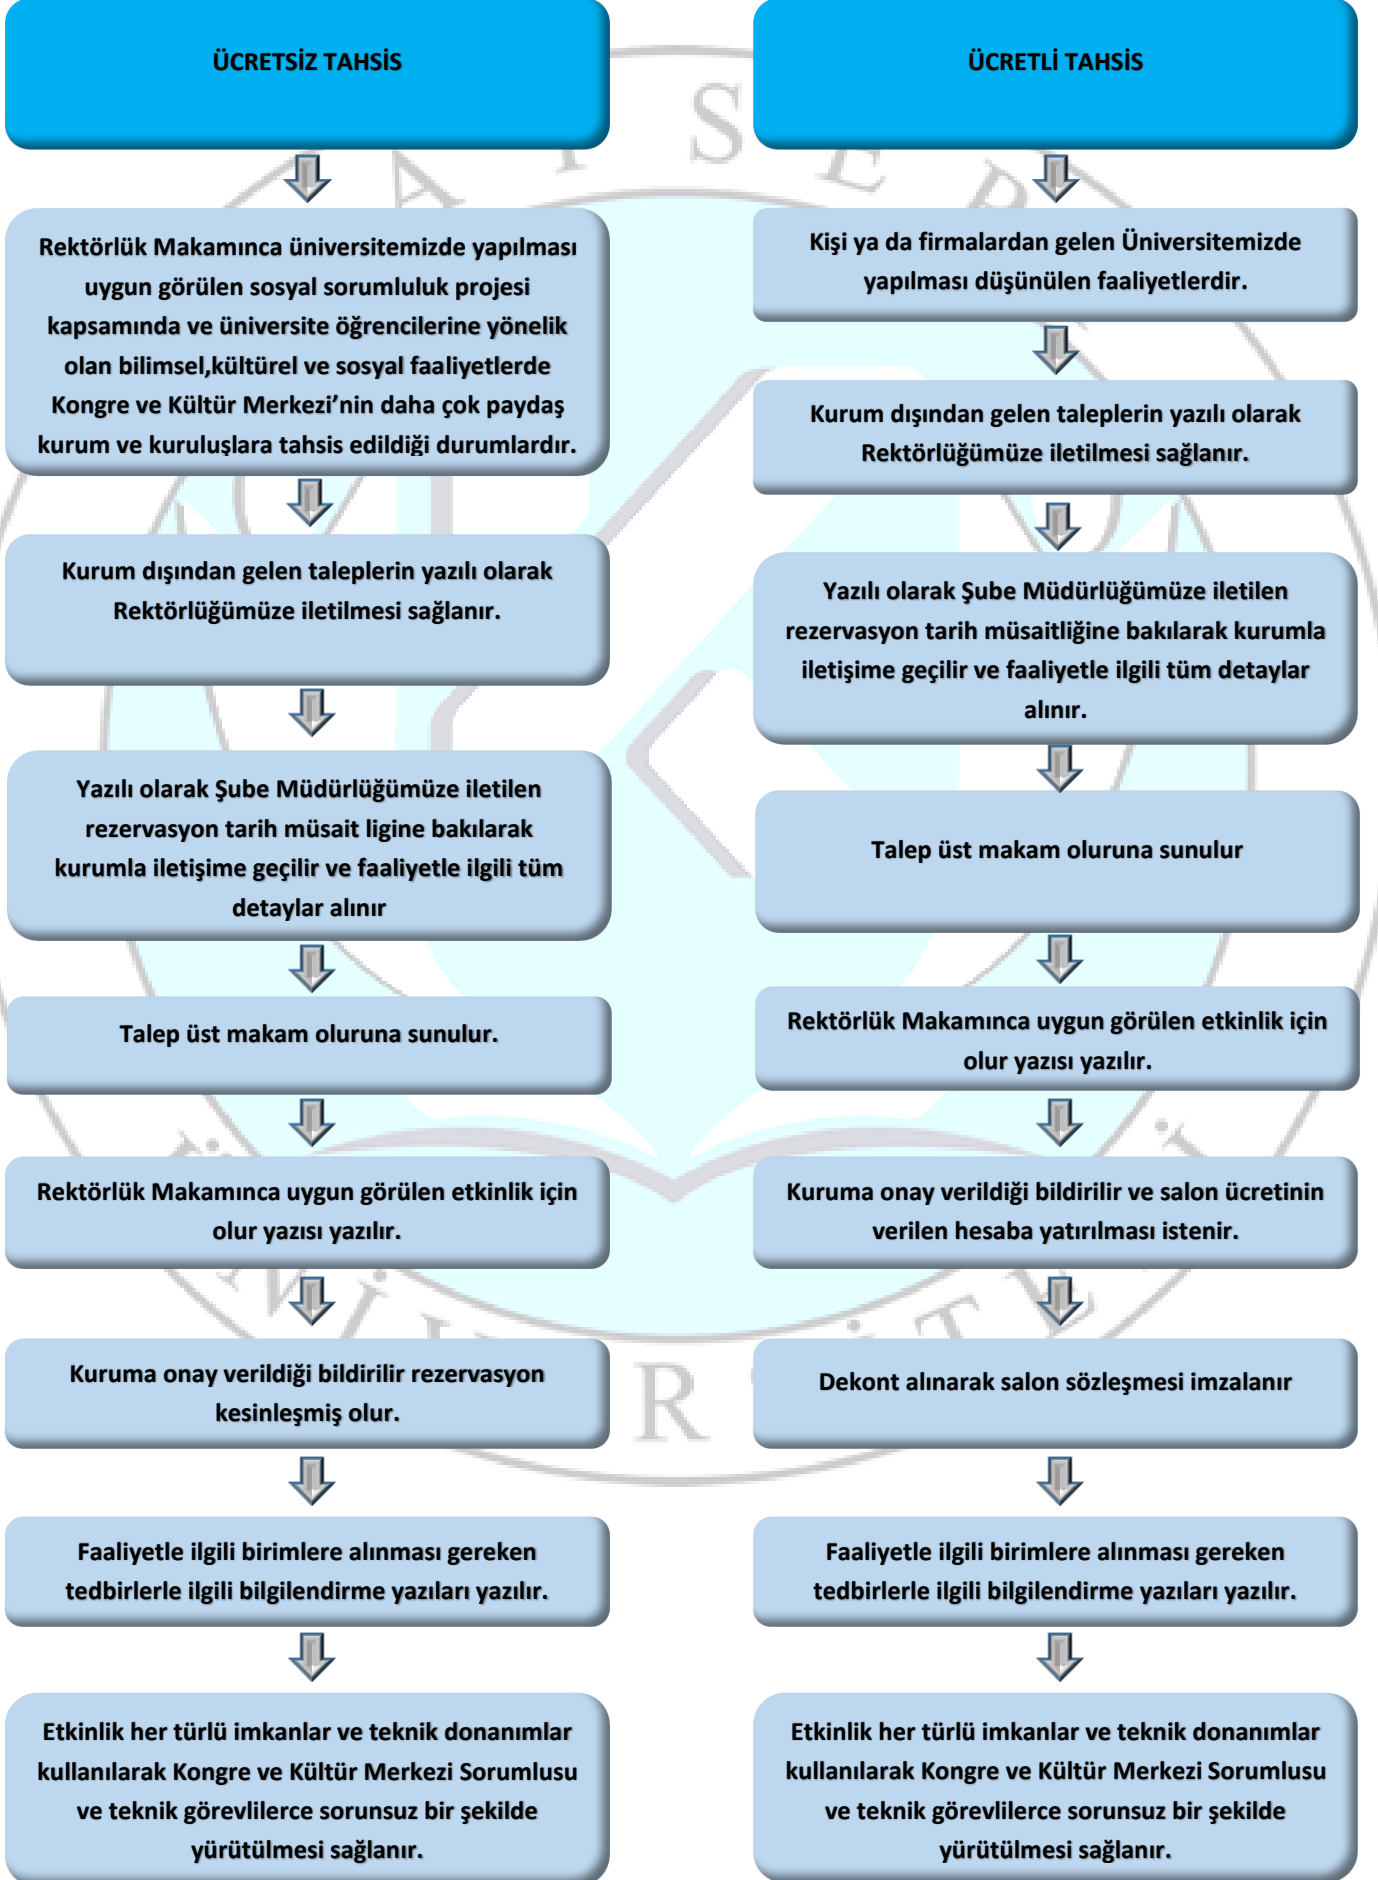 ÜCRETSİZ TAHSİS
Rektörlük Makamınca üniversitemizde yapılması
uygun görülen sosyal sorumluluk projesi
kapsamında ve üniversite öğrencilerine yönelik
olan bilimsel,kültürel ve sosyal faaliyetlerde
Kongre ve Kültür Merkezi’nin daha çok paydaş
kurum ve kuruluşlara tahsis edildiği durumlardır.
Kurum dışından gelen taleplerin yazılı olarak
Rektörlüğümüze iletilmesi sağlanır.
Yazılı olarak Şube Müdürlüğümüze iletilen
rezervasyon tarih müsait ligine bakılarak
kurumla iletişime geçilir ve faaliyetle ilgili tüm
detaylar alınır
Talep üst makam oluruna sunulur.
Rektörlük Makamınca uygun görülen etkinlik için
olur yazısı yazılır.
Kuruma onay verildiği bildirilir rezervasyon
kesinleşmiş olur.
Faaliyetle ilgili birimlere alınması gereken
tedbirlerle ilgili bilgilendirme yazıları yazılır.
Etkinlik her türlü imkanlar ve teknik donanımlar
kullanılarak Kongre ve Kültür Merkezi Sorumlusu
ve teknik görevlilerce sorunsuz bir şekilde
yürütülmesi sağlanır.
ÜCRETLİ TAHSİS
Kişi ya da firmalardan gelen Üniversitemizde
yapılması düşünülen faaliyetlerdir.
Kurum dışından gelen taleplerin yazılı olarak
Rektörlüğümüze iletilmesi sağlanır.
Yazılı olarak Şube Müdürlüğümüze iletilen
rezervasyon tarih müsaitliğine bakılarak kurumla
iletişime geçilir ve faaliyetle ilgili tüm detaylar
alınır.
Talep üst makam oluruna sunulur
Rektörlük Makamınca uygun görülen etkinlik için
olur yazısı yazılır.
Kuruma onay verildiği bildirilir ve salon ücretinin
verilen hesaba yatırılması istenir.
Dekont alınarak salon sözleşmesi imzalanır
Faaliyetle ilgili birimlere alınması gereken
tedbirlerle ilgili bilgilendirme yazıları yazılır.
Etkinlik her türlü imkanlar ve teknik donanımlar
kullanılarak Kongre ve Kültür Merkezi Sorumlusu
ve teknik görevlilerce sorunsuz bir şekilde
yürütülmesi sağlanır.